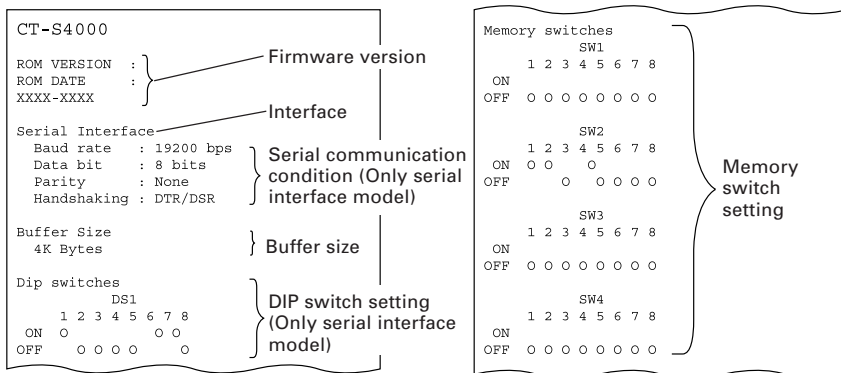 CT-S4000
ROM VERSION :
ROM DATE :
XXXX-XXXX
Firmware version
Interface
Serial Interface
Baud rate : 19200 bps
Data bit : 8 bits
Parity : None
Handshaking : DTR/DSR
Serial communication
condition (Only serial
interface model)
Buffer Size
4K Bytes
Buffer size
Dip switches
DS1
1 2 3 4 5 6 7 8
ON O O O
OFF O O O O O
DIP switch setting
(Only serial interface
model)
Memory switches
SW1
1 2 3 4 5 6 7 8
ON
OFF O O O O O O O O
SW2
1 2 3 4 5 6 7 8
ON O O O
OFF O O O O O
SW3
1 2 3 4 5 6 7 8
ON
OFF O O O O O O O O
SW4
1 2 3 4 5 6 7 8
ON
OFF O O O O O O O O
Memory
switch
setting